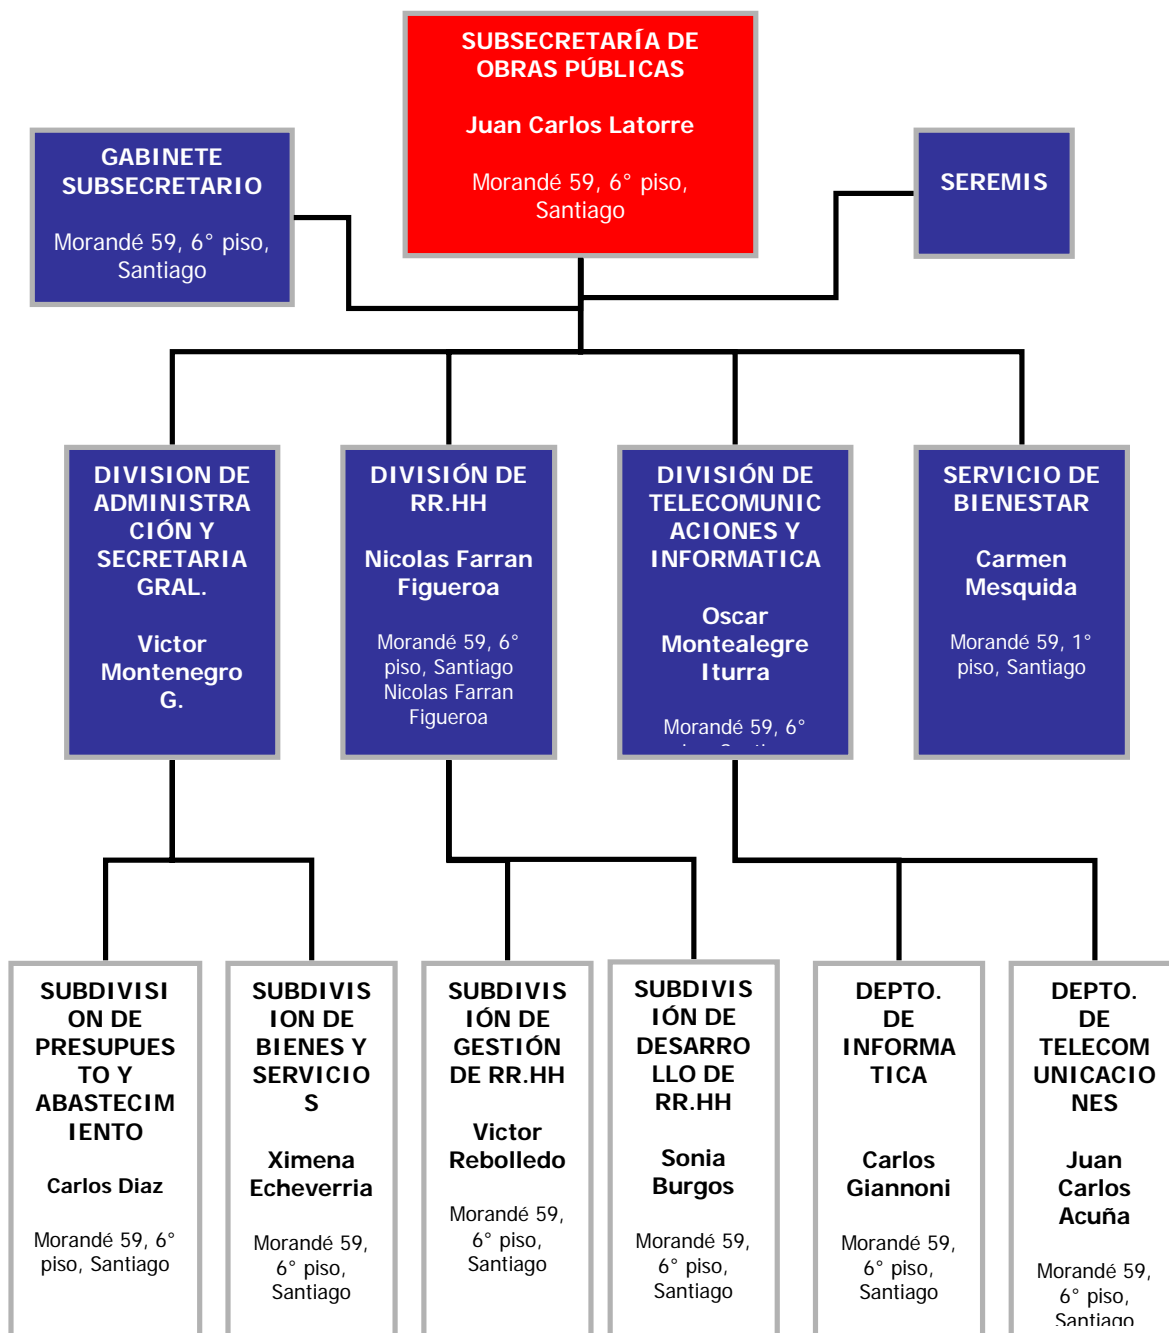 SUBSECRETARÍA DE
OBRAS PÚBLICAS
Juan Carlos Latorre
Morandé 59, 6° piso,
Santiago
GABINETE
SUBSECRETARIO
Morandé 59, 6° piso,
Santiago
SEREMIS
DIVISION DE
ADMINISTRA
CIÓN Y
SECRETARIA
GRAL.
Victor
Montenegro
G.
DIVISIÓN DE
RR.HH
Nicolas Farran
Figueroa
Morandé 59, 6°
piso, Santiago
Nicolas Farran
Figueroa
DIVISIÓN DE
TELECOMUNIC
ACIONES Y
INFORMATICA
Oscar
Montealegre
Iturra
Morandé 59, 6°
SERVICIO DE
BIENESTAR
Carmen
Mesquida
Morandé 59, 1°
piso, Santiago
SUBDIVISI
ON DE
PRESUPUES
TO Y
ABASTECIM
IENTO
Carlos Diaz
Morandé 59, 6°
piso, Santiago
SUBDIVIS
ION DE
BIENES Y
SERVICIO
S
Ximena
Echeverria
Morandé 59,
6° piso,
Santiago
SUBDIVIS
IÓN DE
GESTIÓN
DE RR.HH
Victor
Rebolledo
Morandé 59,
6° piso,
Santiago
SUBDIVIS
IÓN DE
DESARRO
LLO DE
RR.HH
Sonia
Burgos
Morandé 59,
6° piso,
Santiago
DEPTO.
DE
INFORMA
TICA
Carlos
Giannoni
Morandé 59,
6° piso,
Santiago
DEPTO.
DE
TELECOM
UNICACIO
NES
Juan
Carlos
Acuña
Morandé 59,
6° piso,
Santiago